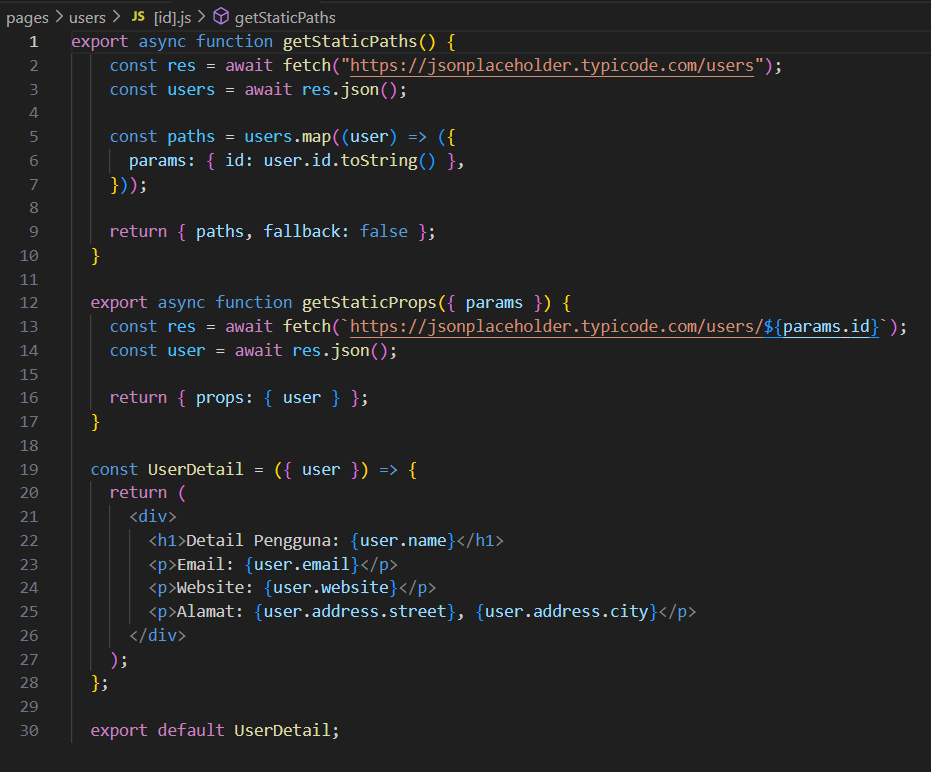 pages > users > JS [id].js > getStaticPaths
1 export async function getStaticPaths() {
2 const res = await fetch("https://jsonplaceholder.typicode.com/users");
3 const users = await res.json();
4
5 const paths = users.map((user) => ({
6 params: { id: user.id.toString() },
7 }));
8
9 return { paths, fallback: false };
10 }
11
12 export async function getStaticProps({ params }) {
13 const res = await fetch(`https://jsonplaceholder.typicode.com/users/${params.id}`);
14 const user = await res.json();
15
16 return { props: { user } };
17 }
18
19 const UserDetail = ({ user }) => {
20 return (
21 <div>
22 <h1>Detail Pengguna: {user.name}</h1>
23 <p>Email: {user.email}</p>
24 <p>Website: {user.website}</p>
25 <p>Alamat: {user.address.street}, {user.address.city}</p>
26 </div>
27 );
28 };
29
30 export default UserDetail;